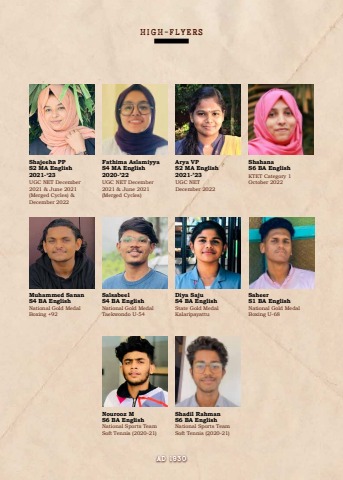 HIGH-FLYERS
Shajesha PP
S2 MA English
2021-'23
UGC NET December
2021 & June 2021
(Merged Cycles) &
December 2022
Fathima Aslamiyya
S4 MA English
2020-'22
UGC NET December
2021 & June 2021
(Merged Cycles)
Arya VP
S2 MA English
2021-'23
UGC NET
December 2022
Shahana
S6 BA English
KTET Category 1
October 2022
Muhammed Sanan
S4 BA English
National Gold Medal
Boxing +92
Salsabeel
S4 BA English
National Gold Medal
Taekwondo U-54
Diya Saju
S4 BA English
State Gold Medal
Kalaripayattu
Saheer
S1 BA English
National Gold Medal
Boxing U-68
Nourooz M
S6 BA English
National Sports Team
Soft Tennis (2020-21)
Shadil Rahman
S6 BA English
National Sports Team
Soft Tennis (2020-21)
AD 1930